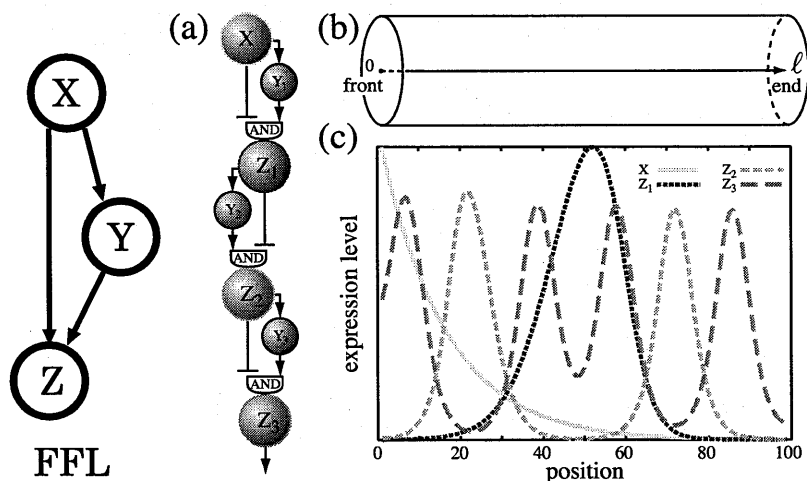 X
Y
Z
FFL
(a)
X
Y₁
AND
Z₁
Y₂
AND
Z₂
Y₃
AND
Z₃
(b)
0
front
ℓ
end
(c)
X
Z₁
Z₂
Z₃
expression level
0 20 40 60 80 100
position